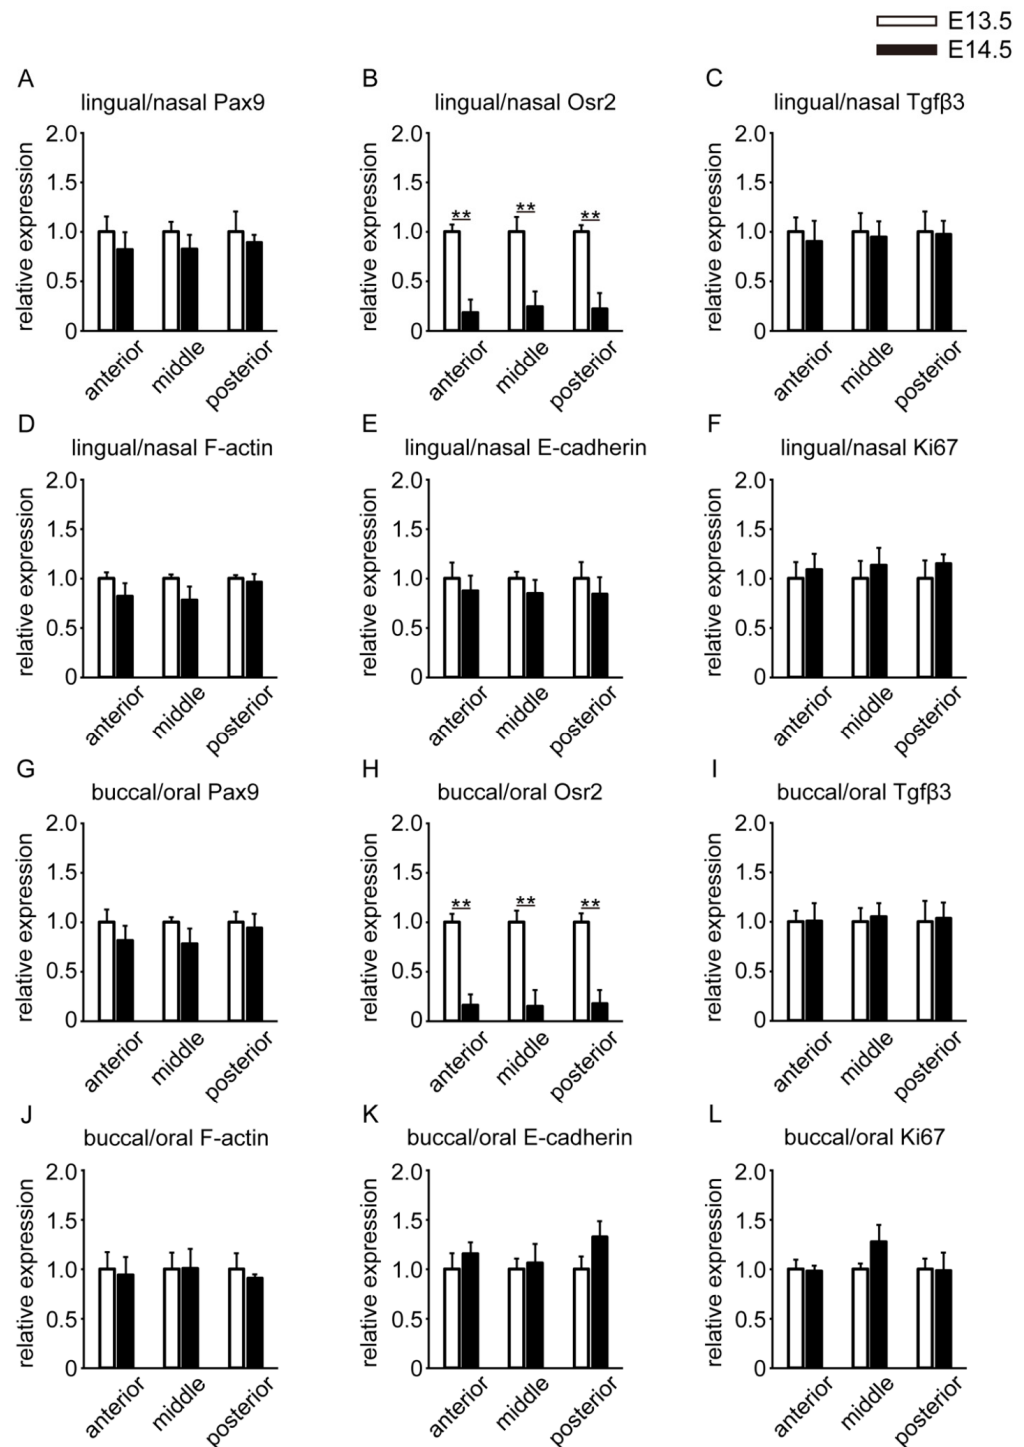 E13.5
E14.5
A B C
lingual/nasal Pax9 lingual/nasal Osr2 lingual/nasal Tgfβ3
relative expression relative expression relative expression
2.0 2.0 2.0
1.5 1.5 1.5
** ** **
1.0 1.0 1.0
0.5 0.5 0.5
0 0 0
anterior middle posterior anterior middle posterior anterior middle posterior
D E F
lingual/nasal F-actin lingual/nasal E-cadherin lingual/nasal Ki67
relative expression relative expression relative expression
2.0 2.0 2.0
1.5 1.5 1.5
1.0 1.0 1.0
0.5 0.5 0.5
0 0 0
anterior middle posterior anterior middle posterior anterior middle posterior
G H I
buccal/oral Pax9 buccal/oral Osr2 buccal/oral Tgfβ3
relative expression relative expression relative expression
2.0 2.0 2.0
1.5 1.5 1.5
** ** **
1.0 1.0 1.0
0.5 0.5 0.5
0 0 0
anterior middle posterior anterior middle posterior anterior middle posterior
J K L
buccal/oral F-actin buccal/oral E-cadherin buccal/oral Ki67
relative expression relative expression relative expression
2.0 2.0 2.0
1.5 1.5 1.5
1.0 1.0 1.0
0.5 0.5 0.5
0 0 0
anterior middle posterior anterior middle posterior anterior middle posterior